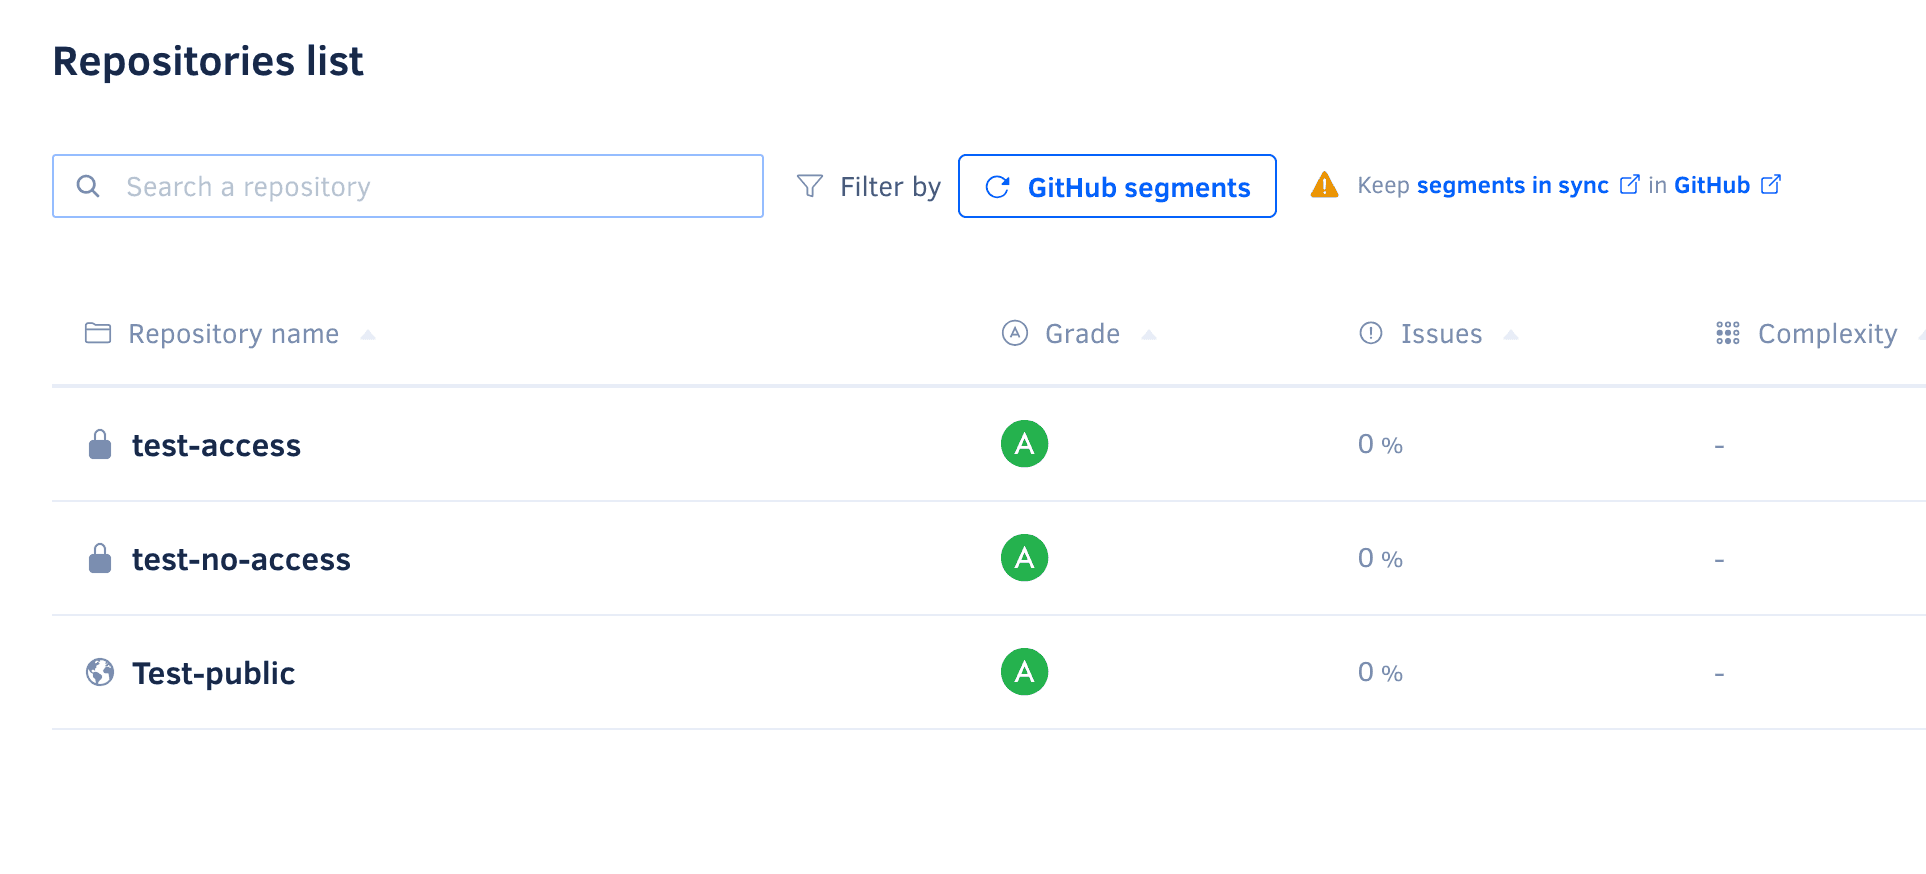 Repositories list
Search a repository Filter by GitHub segments Keep segments in sync in GitHub
Repository name A Grade Issues Complexity
test-access A 0 % -
test-no-access A 0 % -
Test-public A 0 % -